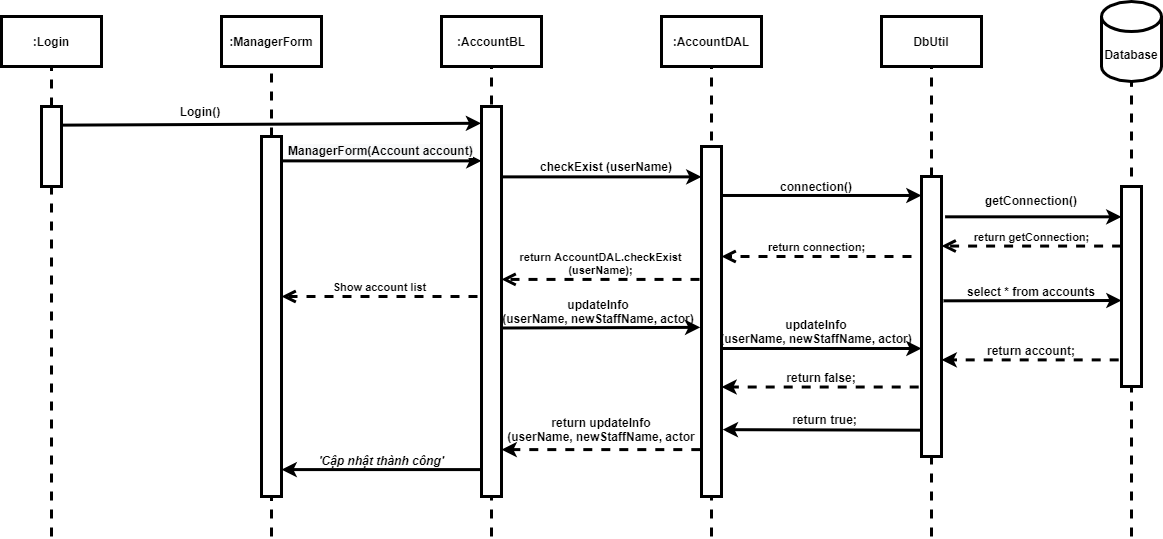 :Login
:ManagerForm
:AccountBL
:AccountDAL
DbUtil
Database
Login()
ManagerForm(Account account)
checkExist (userName)
connection()
getConnection()
return getConnection;
return connection;
return AccountDAL.checkExist
(userName);
Show account list
select * from accounts
updateInfo
(userName, newStaffName, actor)
updateInfo
(userName, newStaffName, actor)
return account;
return false;
return true;
return updateInfo
(userName, newStaffName, actor
'Cập nhật thành công'